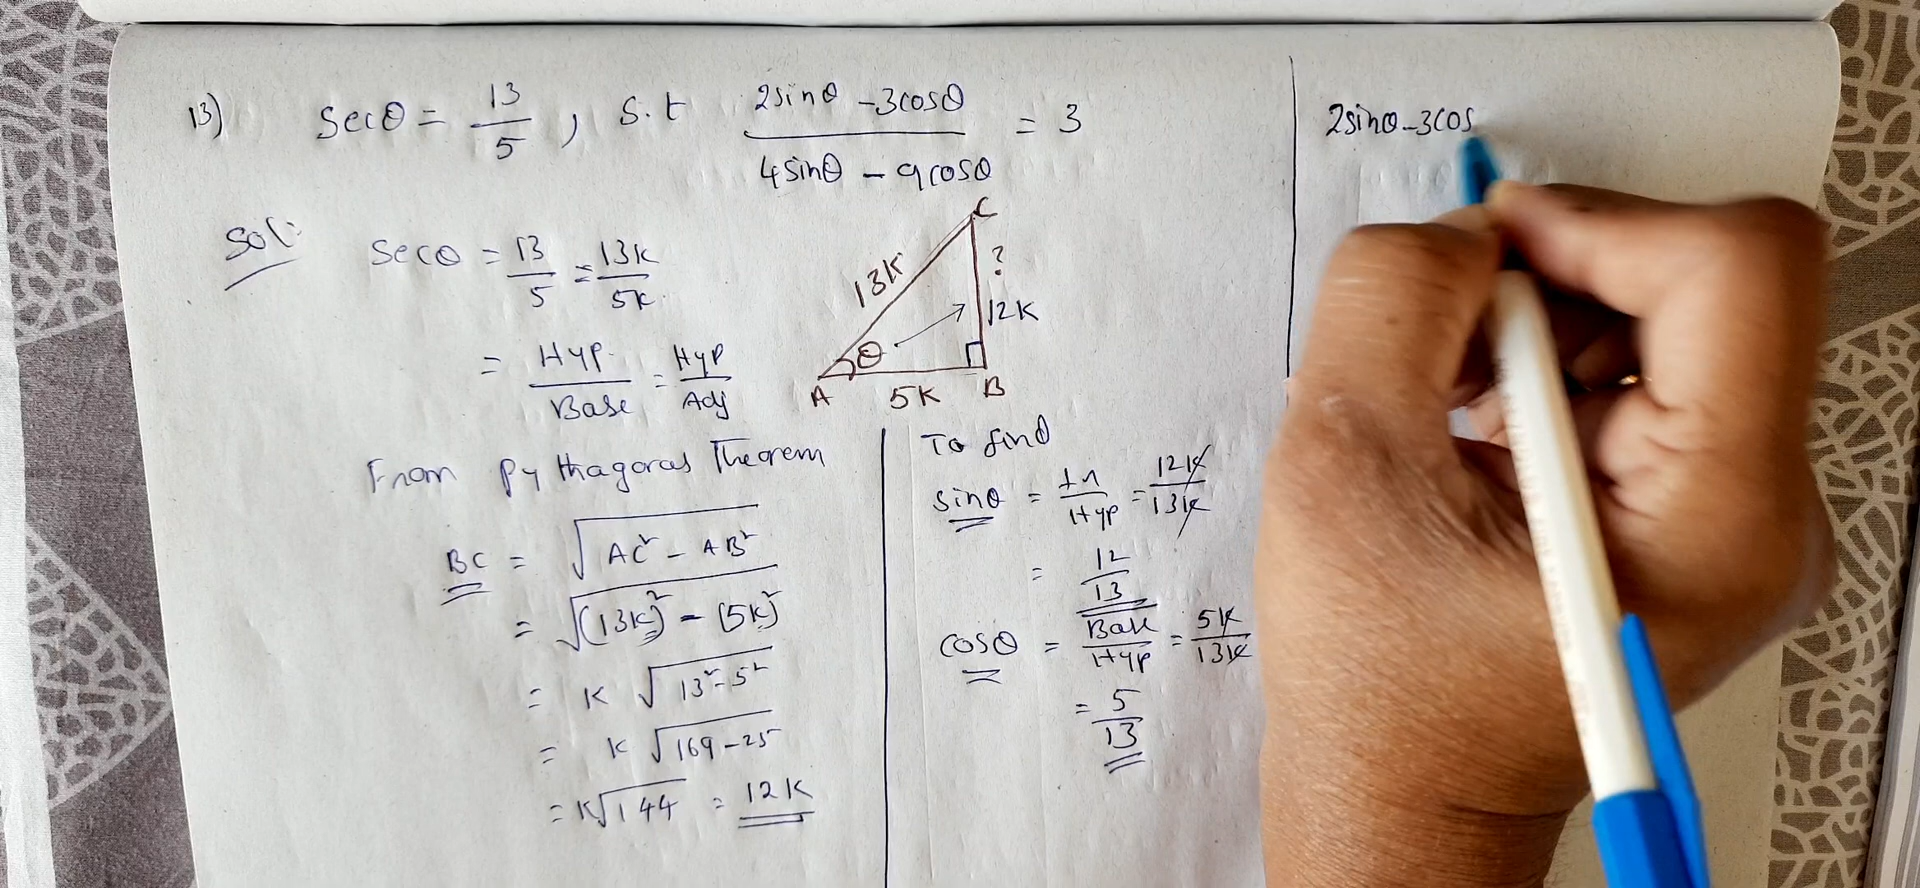 13) Secθ = 13/5, S.t (2sinθ - 3cosθ)/(4sinθ - 9cosθ) = 3
Sol:
Secθ = 13/5 = 13K/5K
= Hyp/Base = Hyp/Adj
C
13K
?
12K
θ
A 5K B
From Pythagoras Theorem
BC = √(AC² - AB²)
= √((13K)² - (5K)²)
= K √(13² - 5²)
= K √(169 - 25)
= K√144 = 12K
To find
sinθ = /Hyp = 12K/13K
= 12/13
cosθ = Base/Hyp = 5K/13K
= 5/13
2sinθ - 3cos